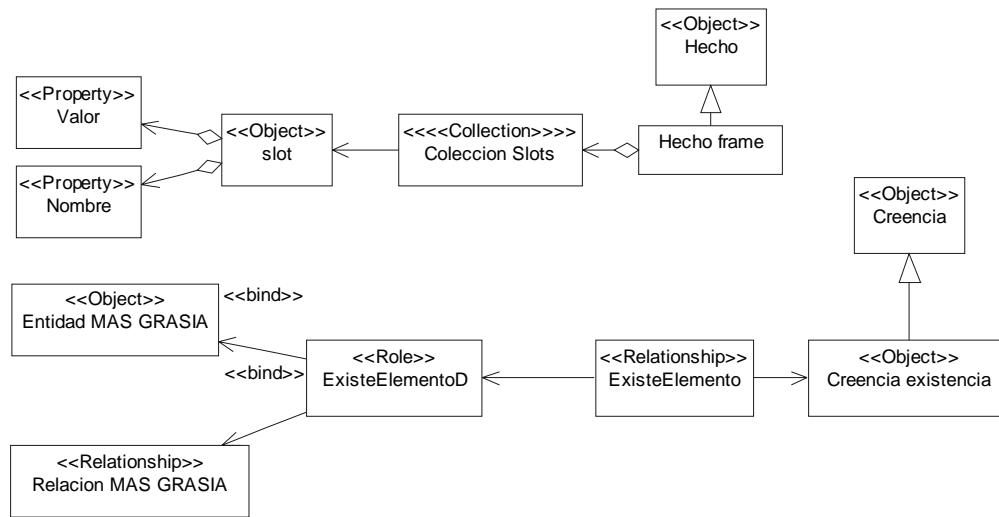 <<Object>>
Hecho
<<Property>>
Valor
<<Object>>
slot
<<<<Collection>>>>
Coleccion Slots
Hecho frame
<<Property>>
Nombre
<<Object>>
Creencia
<<Object>>
Entidad MAS GRASIA
<<bind>>
<<bind>>
<<Role>>
ExisteElementoD
<<Relationship>>
ExisteElemento
<<Object>>
Creencia existencia
<<Relationship>>
Relacion MAS GRASIA